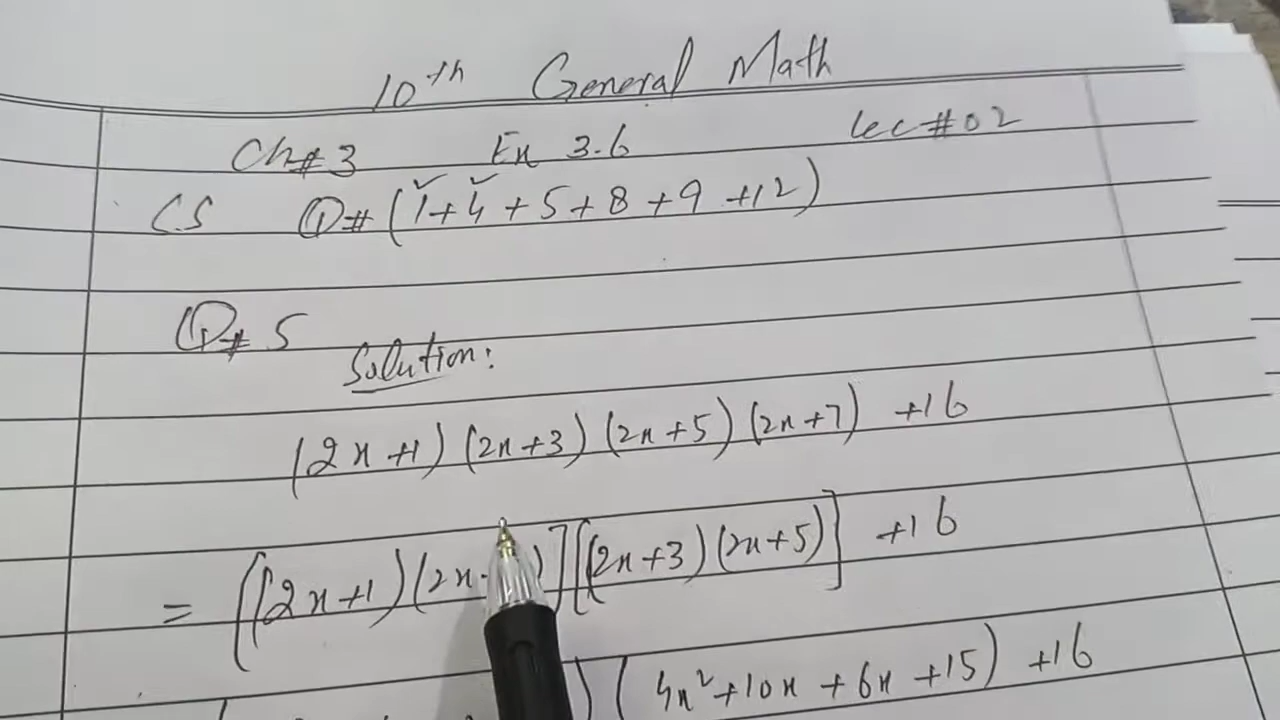 10th General Math
Ch#3 Ex 3.6 Lec#02
CS Q#(1+4+5+8+9+12)
Q#5
Solution:
(2x+1)(2x+3)(2x+5)(2x+7)+16
=[(2x+1)(2x )][(2x+3)(2x+5)]+16
)(4x²+10x+6x+15)+16